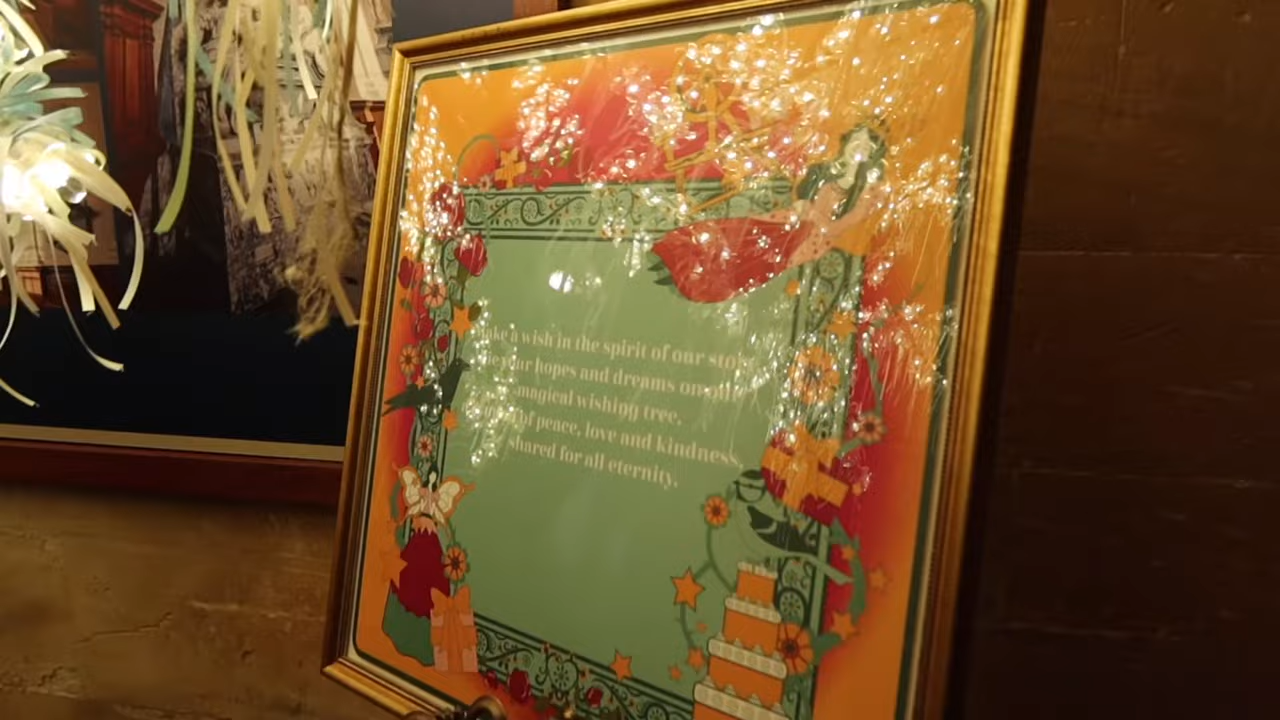 a wish in the spirit of our
hopes and dreams on
magical wishing tree.
of peace, love and kindness
shared for all eternity.